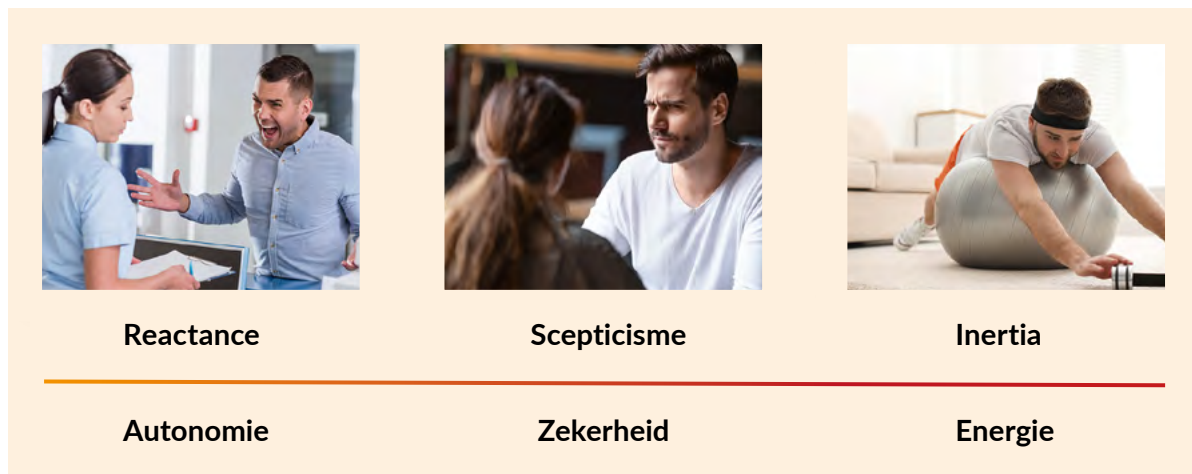 Reactance
Scepticisme
Inertia
Autonomie
Zekerheid
Energie